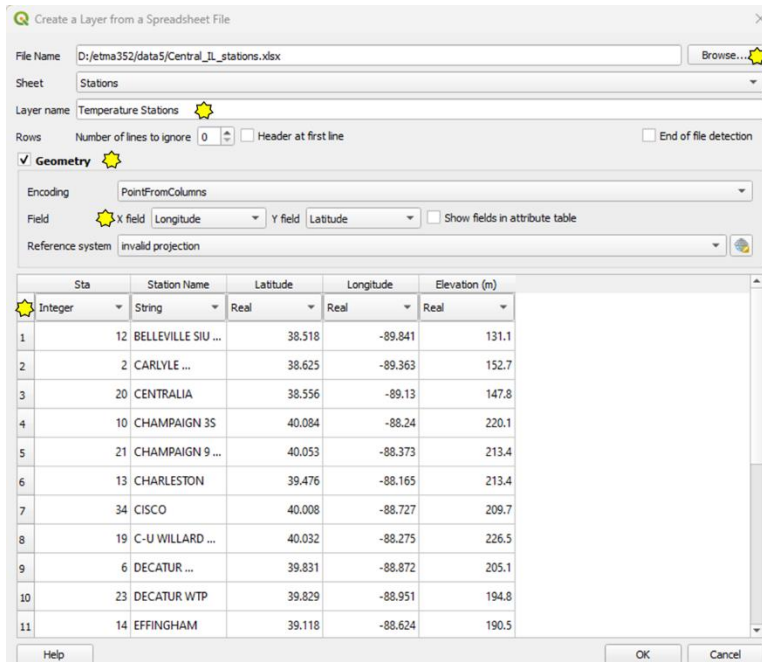 Create a Layer from a Spreadsheet File
File Name D:/etma352/data5/Central_IL_stations.xlsx Browse...
Sheet Stations
Layer name Temperature Stations
Rows Number of lines to ignore 0 Header at first line End of file detection
Geometry
Encoding PointFromColumns
Field X field Longitude Y field Latitude Show fields in attribute table
Reference system invalid projection
Sta Station Name Latitude Longitude Elevation (m)
Integer String Real Real Real
1 12 BELLEVILLE SIU ... 38.518 -89.841 131.1
2 2 CARLYLE ... 38.625 -89.363 152.7
3 20 CENTRALIA 38.556 -89.13 147.8
4 10 CHAMPAIGN 3S 40.084 -88.24 220.1
5 21 CHAMPAIGN 9 ... 40.053 -88.373 213.4
6 13 CHARLESTON 39.476 -88.165 213.4
7 34 CISCO 40.008 -88.727 209.7
8 19 C-U WILLARD ... 40.032 -88.275 226.5
9 6 DECATUR ... 39.831 -88.872 205.1
10 23 DECATUR WTP 39.829 -88.951 194.8
11 14 EFFINGHAM 39.118 -88.624 190.5
Help OK Cancel